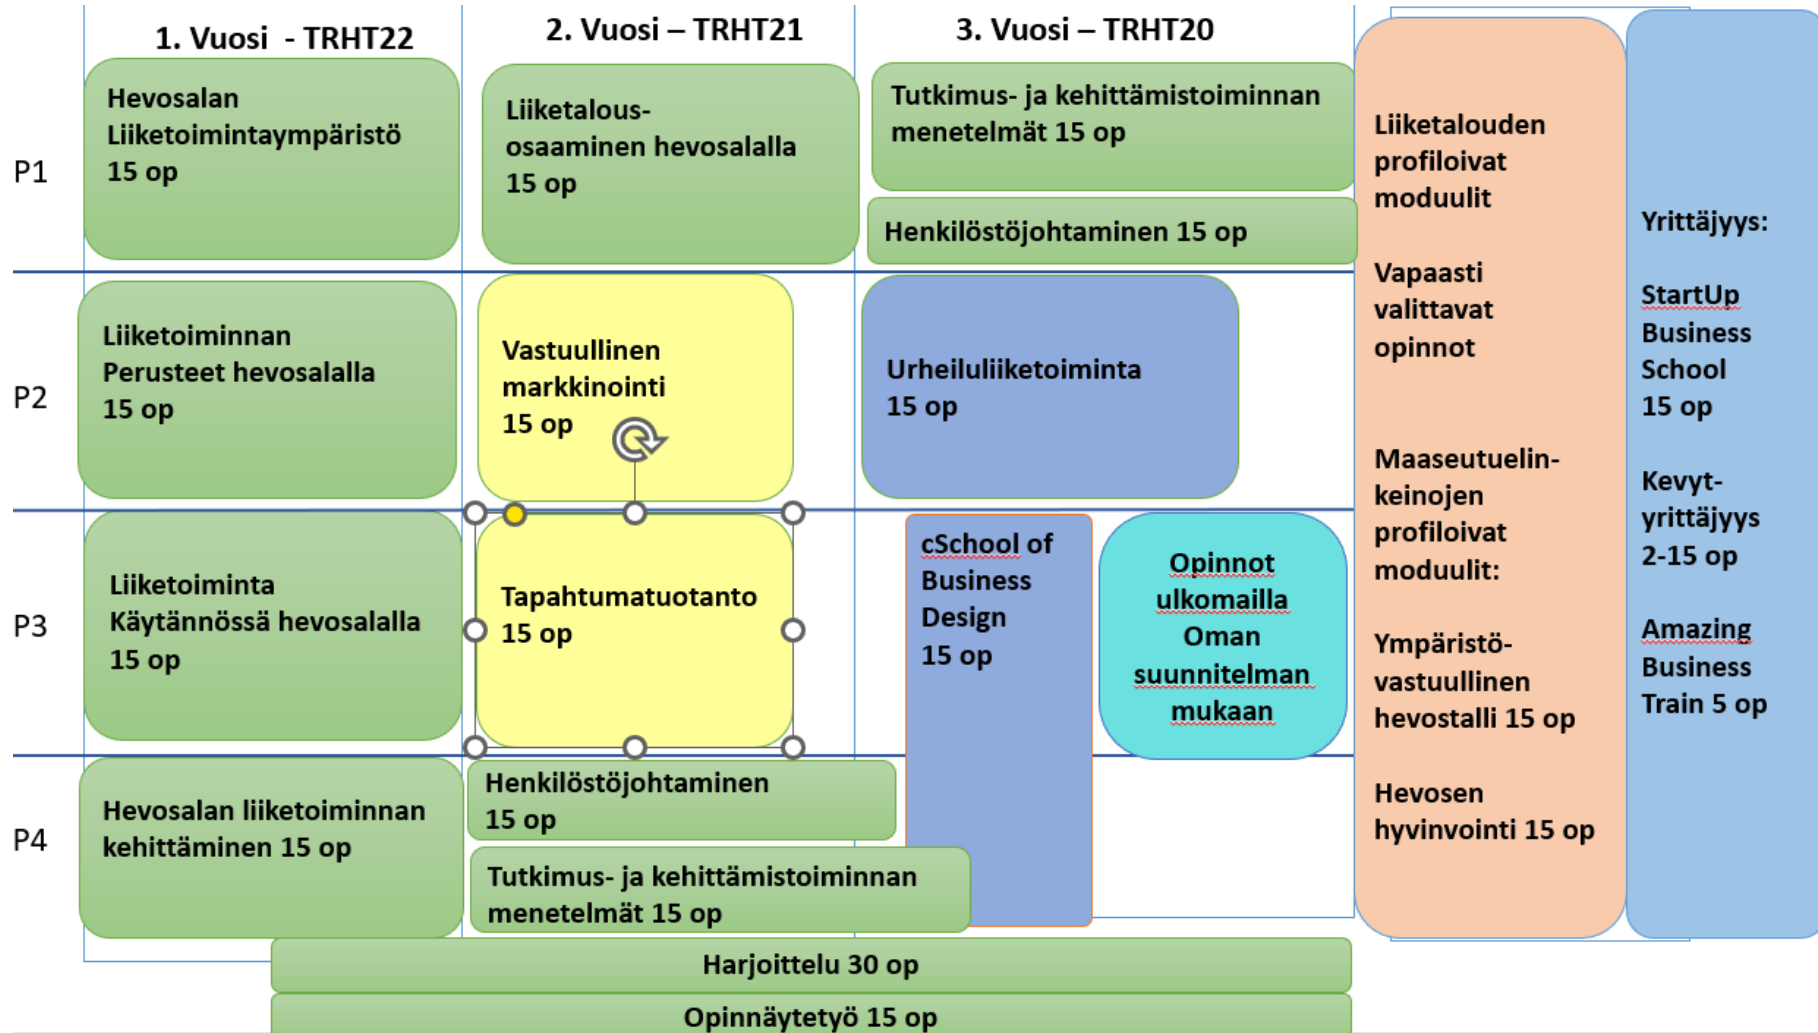 1. Vuosi - TRHT22
2. Vuosi – TRHT21
3. Vuosi – TRHT20
P1
Hevosalan
Liiketoimintaympäristö
15 op
Liiketalous-
osaaminen hevosalalla
15 op
Tutkimus- ja kehittämistoiminnan
menetelmät 15 op
Henkilöstöjohtaminen 15 op
P2
Liiketoiminnan
Perusteet hevosalalla
15 op
Vastuullinen
markkinointi
15 op
Urheiluliiketoiminta
15 op
P3
Liiketoiminta
Käytännössä hevosalalla
15 op
Tapahtumatuotanto
15 op
cSchool of
Business
Design
15 op
Opinnot
ulkomailla
Oman
suunnitelman
mukaan
P4
Hevosalan liiketoiminnan
kehittäminen 15 op
Henkilöstöjohtaminen
15 op
Tutkimus- ja kehittämistoiminnan
menetelmät 15 op
Harjoittelu 30 op
Opinnäytetyö 15 op
Liiketalouden
profiloivat
moduulit
Vapaasti
valittavat
opinnot
Maaseutuelin-
keinojen
profiloivat
moduulit:
Ympäristö-
vastuullinen
hevostalli 15 op
Hevosen
hyvinvointi 15 op
Yrittäjyys:
StartUp
Business
School
15 op
Kevyt-
yrittäjyys
2-15 op
Amazing
Business
Train 5 op